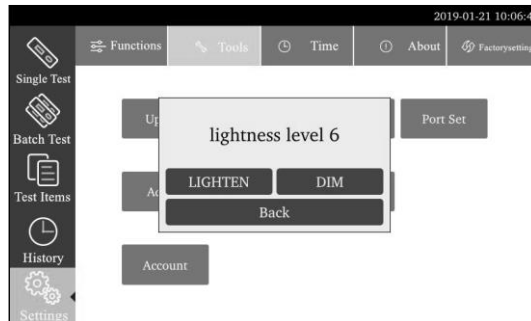 2019-01-21 10:06:4
Functions
Tools
Time
About
Factorysetting
Single Test
Batch Test
Test Items
History
Settings
Port Set
lightness level 6
LIGHTEN
DIM
Back
Account